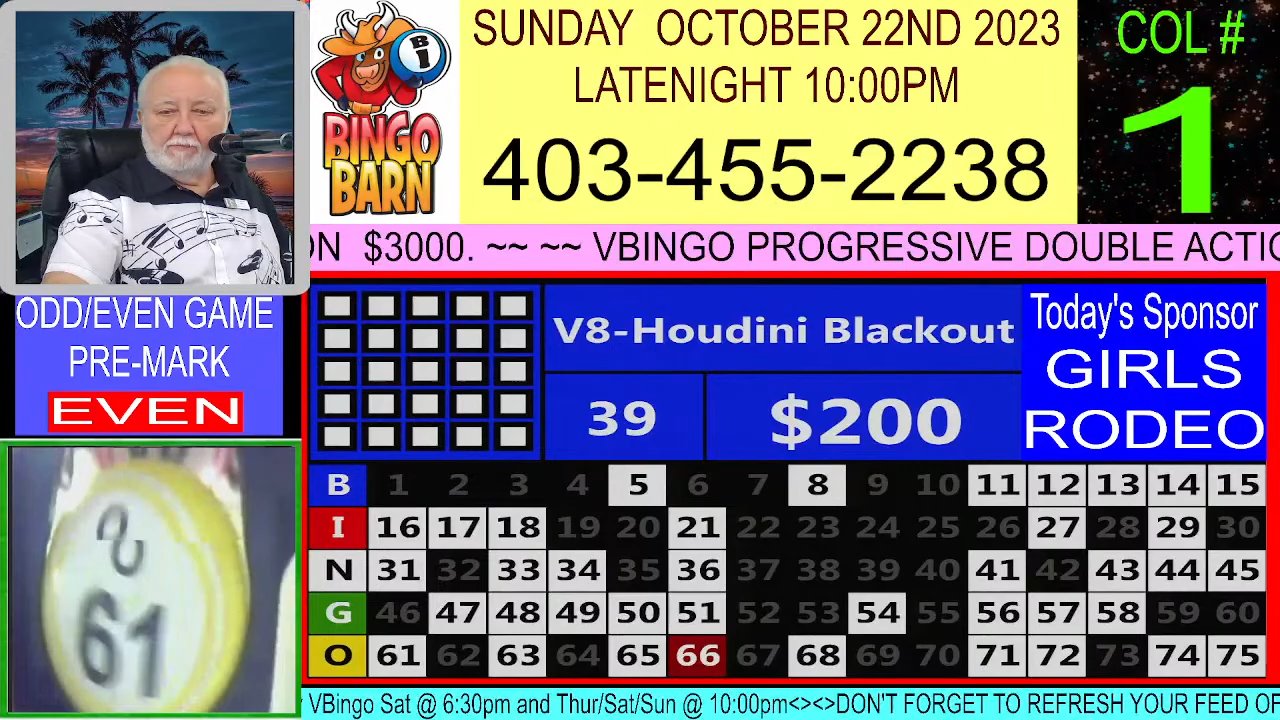 BINGO
BARN
B
I
SUNDAY OCTOBER 22ND 2023
LATENIGHT 10:00PM
403-455-2238
COL #
1
ON $3000. ~~ ~~ VBINGO PROGRESSIVE DOUBLE ACTIO
ODD/EVEN GAME
PRE-MARK
EVEN
V8-Houdini Blackout
39
$200
Today's Sponsor
GIRLS
RODEO
B 1 2 3 4 5 6 7 8 9 10 11 12 13 14 15
I 16 17 18 19 20 21 22 23 24 25 26 27 28 29 30
N 31 32 33 34 35 36 37 38 39 40 41 42 43 44 45
G 46 47 48 49 50 51 52 53 54 55 56 57 58 59 60
O 61 62 63 64 65 66 67 68 69 70 71 72 73 74 75
O
61
VBingo Sat @ 6:30pm and Thur/Sat/Sun @ 10:00pm<><>DON'T FORGET TO REFRESH YOUR FEED OF